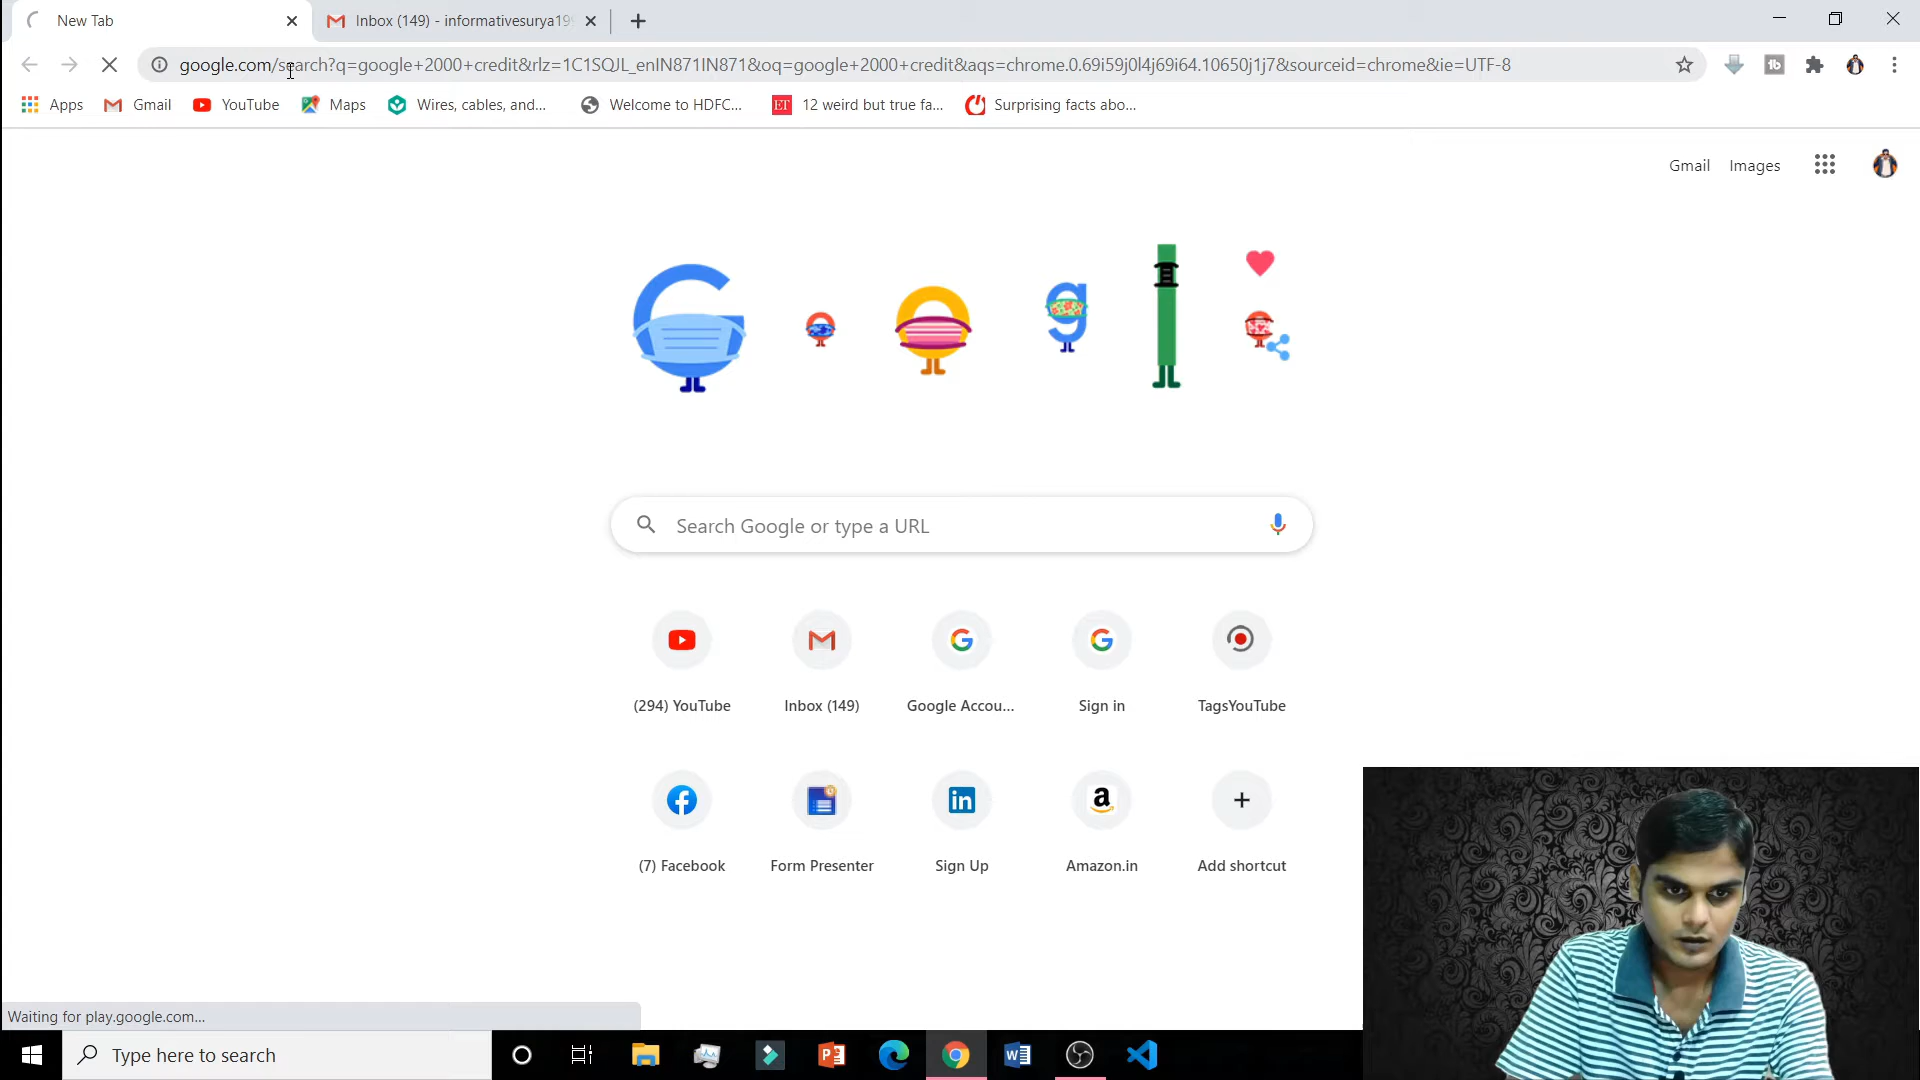 New Tab
Inbox (149) - informativesurya19
google.com/search?q=google+2000+credit&rlz=1C1SQJL_enIN871IN871&oq=google+2000+credit&aqs=chrome.0.69i59j0l4j69i64.10650j1j7&sourceid=chrome&ie=UTF-8
Apps Gmail YouTube Maps Wires, cables, and... Welcome to HDFC... ET 12 weird but true fa... Surprising facts abo...
Gmail Images
Search Google or type a URL
(294) YouTube Inbox (149) Google Accou... Sign in TagsYouTube
(7) Facebook Form Presenter Sign Up Amazon.in Add shortcut
Waiting for play.google.com...
Type here to search